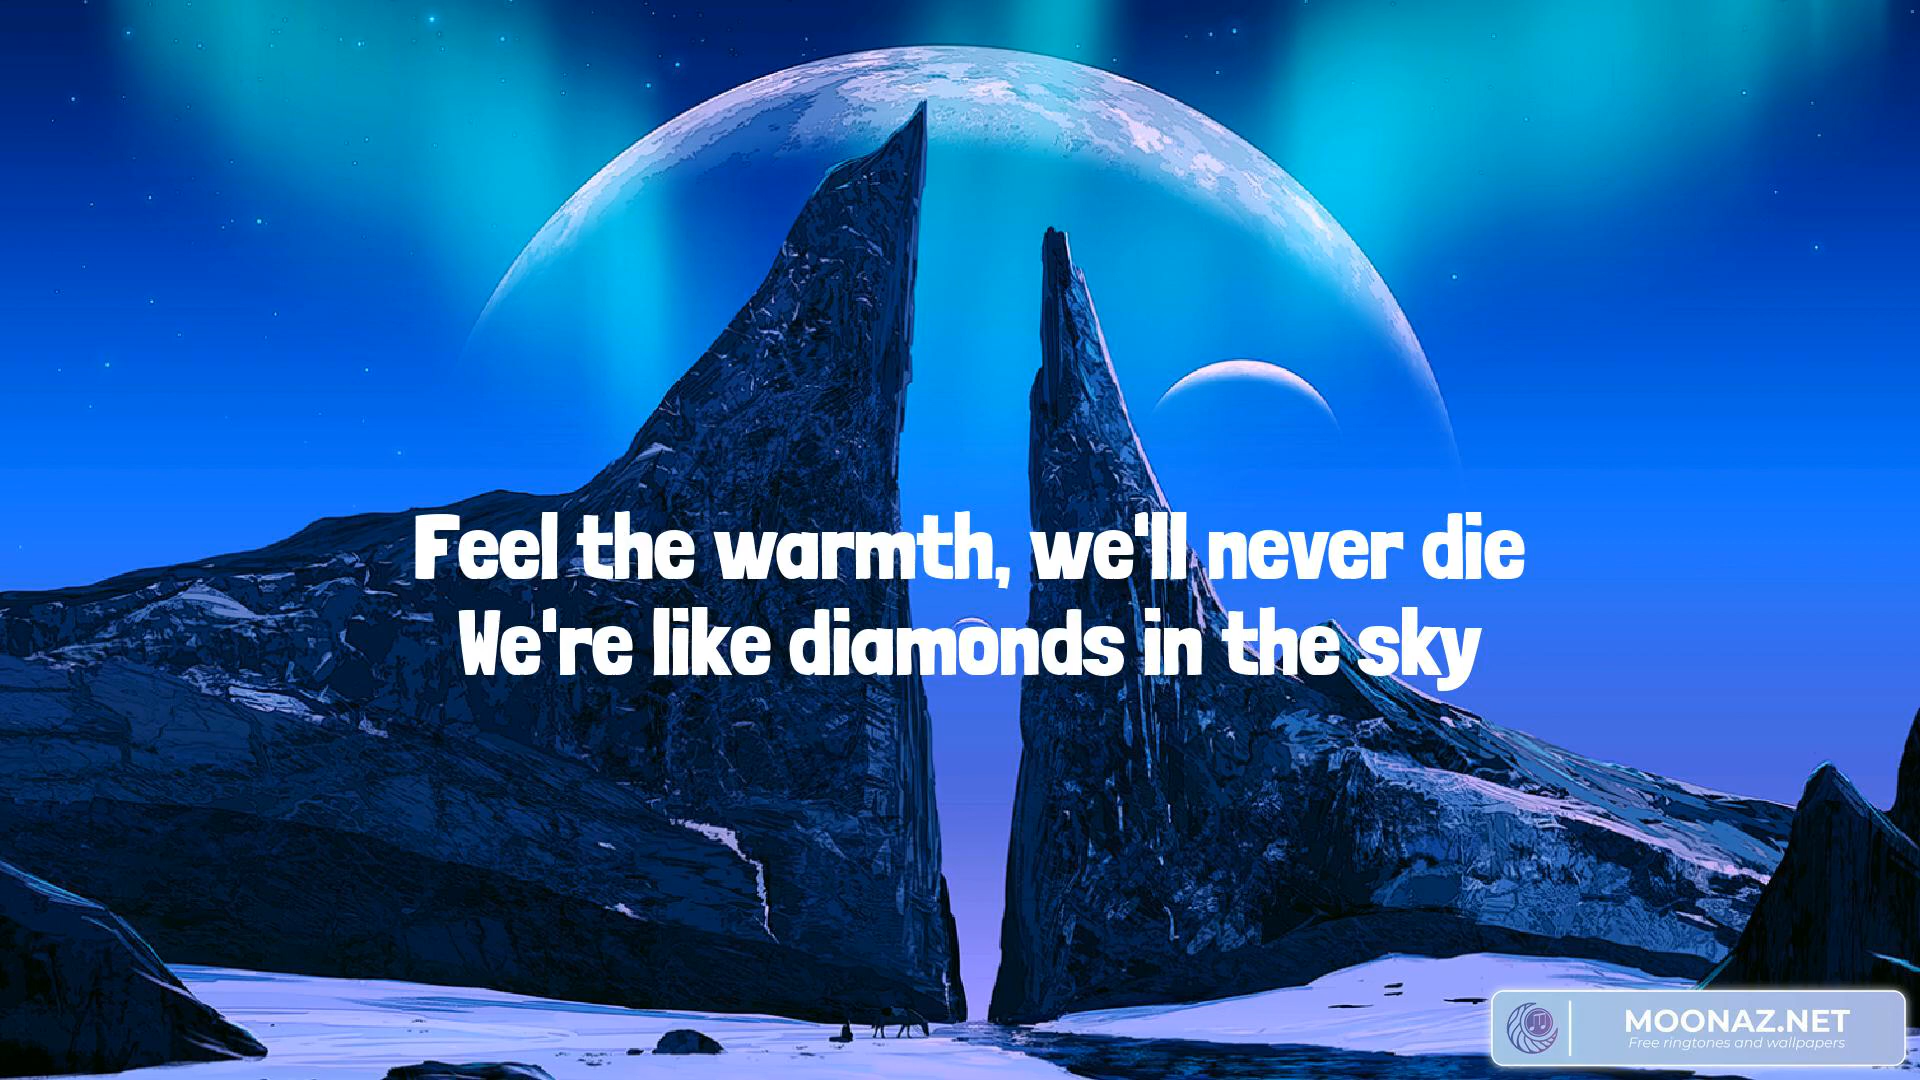 Feel the warmth, we'll never die
We're like diamonds in the sky
MOONAZ.NET
Free ringtones and wallpapers